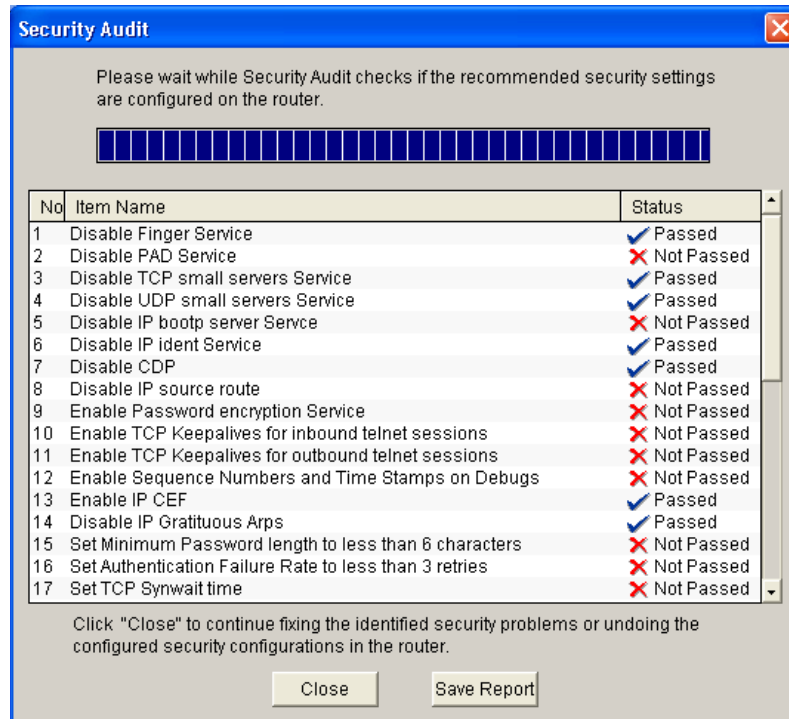 Security Audit
Please wait while Security Audit checks if the recommended security settings
are configured on the router.
No Item Name Status
1 Disable Finger Service Passed
2 Disable PAD Service Not Passed
3 Disable TCP small servers Service Passed
4 Disable UDP small servers Service Passed
5 Disable IP bootp server Servce Not Passed
6 Disable IP ident Service Passed
7 Disable CDP Passed
8 Disable IP source route Not Passed
9 Enable Password encryption Service Not Passed
10 Enable TCP Keepalives for inbound telnet sessions Not Passed
11 Enable TCP Keepalives for outbound telnet sessions Not Passed
12 Enable Sequence Numbers and Time Stamps on Debugs Not Passed
13 Enable IP CEF Passed
14 Disable IP Gratituous Arps Passed
15 Set Minimum Password length to less than 6 characters Not Passed
16 Set Authentication Failure Rate to less than 3 retries Not Passed
17 Set TCP Synwait time Not Passed
Click "Close" to continue fixing the identified security problems or undoing the
configured security configurations in the router.
Close Save Report